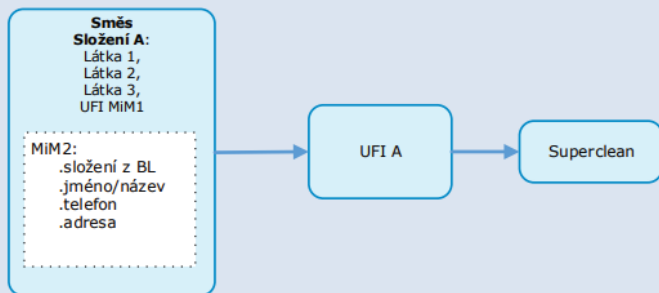 Směs
Složení A:
Látka 1,
Látka 2,
Látka 3,
UFI MiM1
MiM2:
.složení z BL
.jméno/název
.telefon
.adresa
UFI A
Superclean